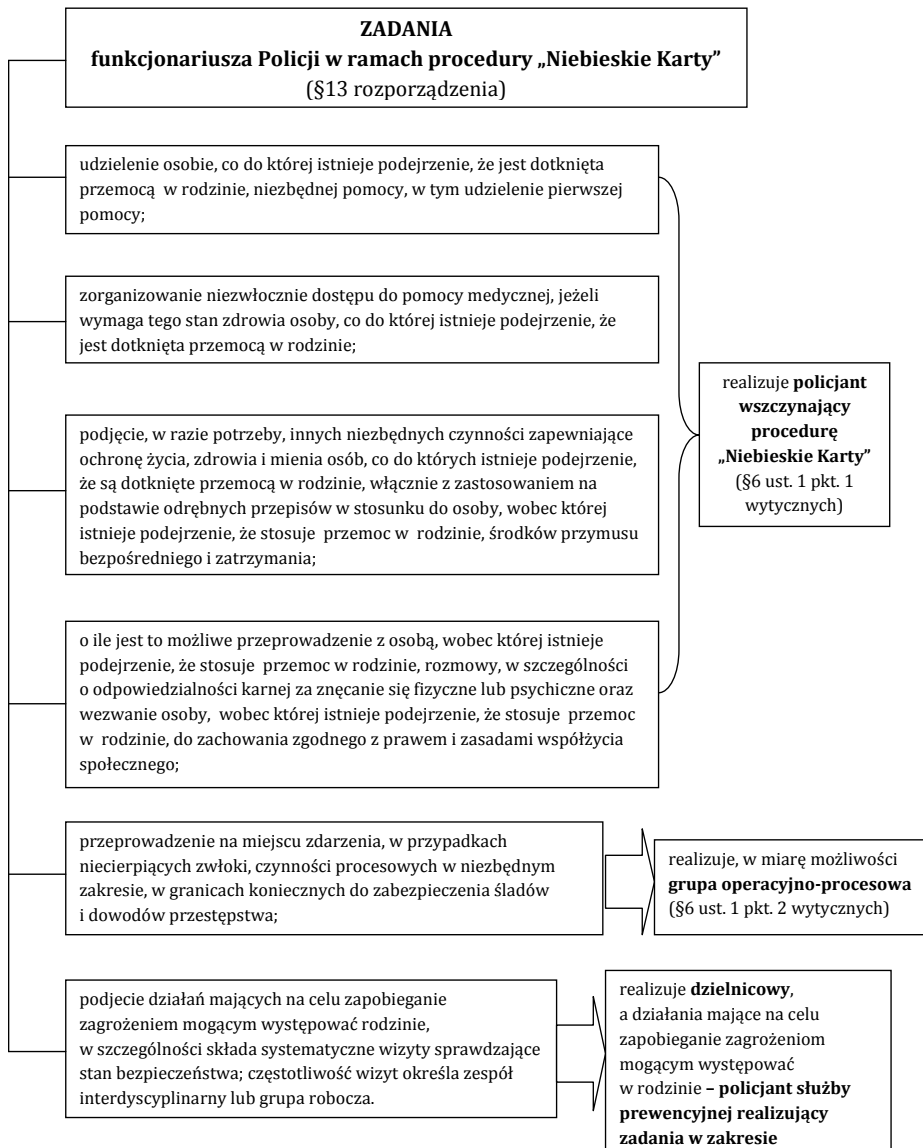 ZADANIA
funkcjonariusza Policji w ramach procedury „Niebieskie Karty”
(§13 rozporządzenia)
udzielenie osobie, co do której istnieje podejrzenie, że jest dotknięta
przemocą w rodzinie, niezbędnej pomocy, w tym udzielenie pierwszej
pomocy;
zorganizowanie niezwłocznie dostępu do pomocy medycznej, jeżeli
wymaga tego stan zdrowia osoby, co do której istnieje podejrzenie, że
jest dotknięta przemocą w rodzinie;
podjęcie, w razie potrzeby, innych niezbędnych czynności zapewniające
ochronę życia, zdrowia i mienia osób, co do których istnieje podejrzenie,
że są dotknięte przemocą w rodzinie, włącznie z zastosowaniem na
podstawie odrębnych przepisów w stosunku do osoby, wobec której
istnieje podejrzenie, że stosuje przemoc w rodzinie, środków przymusu
bezpośredniego i zatrzymania;
o ile jest to możliwe przeprowadzenie z osobą, wobec której istnieje
podejrzenie, że stosuje przemoc w rodzinie, rozmowy, w szczególności
o odpowiedzialności karnej za znęcanie się fizyczne lub psychiczne oraz
wezwanie osoby, wobec której istnieje podejrzenie, że stosuje przemoc
w rodzinie, do zachowania zgodnego z prawem i zasadami współżycia
społecznego;
realizuje policjant
wszczynający
procedurę
„Niebieskie Karty”
(§6 ust. 1 pkt. 1
wytycznych)
przeprowadzenie na miejscu zdarzenia, w przypadkach
niecierpiących zwłoki, czynności procesowych w niezbędnym
zakresie, w granicach koniecznych do zabezpieczenia śladów
i dowodów przestępstwa;
realizuje, w miarę możliwości
grupa operacyjno-procesowa
(§6 ust. 1 pkt. 2 wytycznych)
podjecie działań mających na celu zapobieganie
zagrożeniem mogącym występować rodzinie,
w szczególności składa systematyczne wizyty sprawdzające
stan bezpieczeństwa; częstotliwość wizyt określa zespół
interdyscyplinarny lub grupa robocza.
realizuje dzielnicowy,
a działania mające na celu
zapobieganie zagrożeniom
mogącym występować
w rodzinie – policjant służby
prewencyjnej realizujący
zadania w zakresie